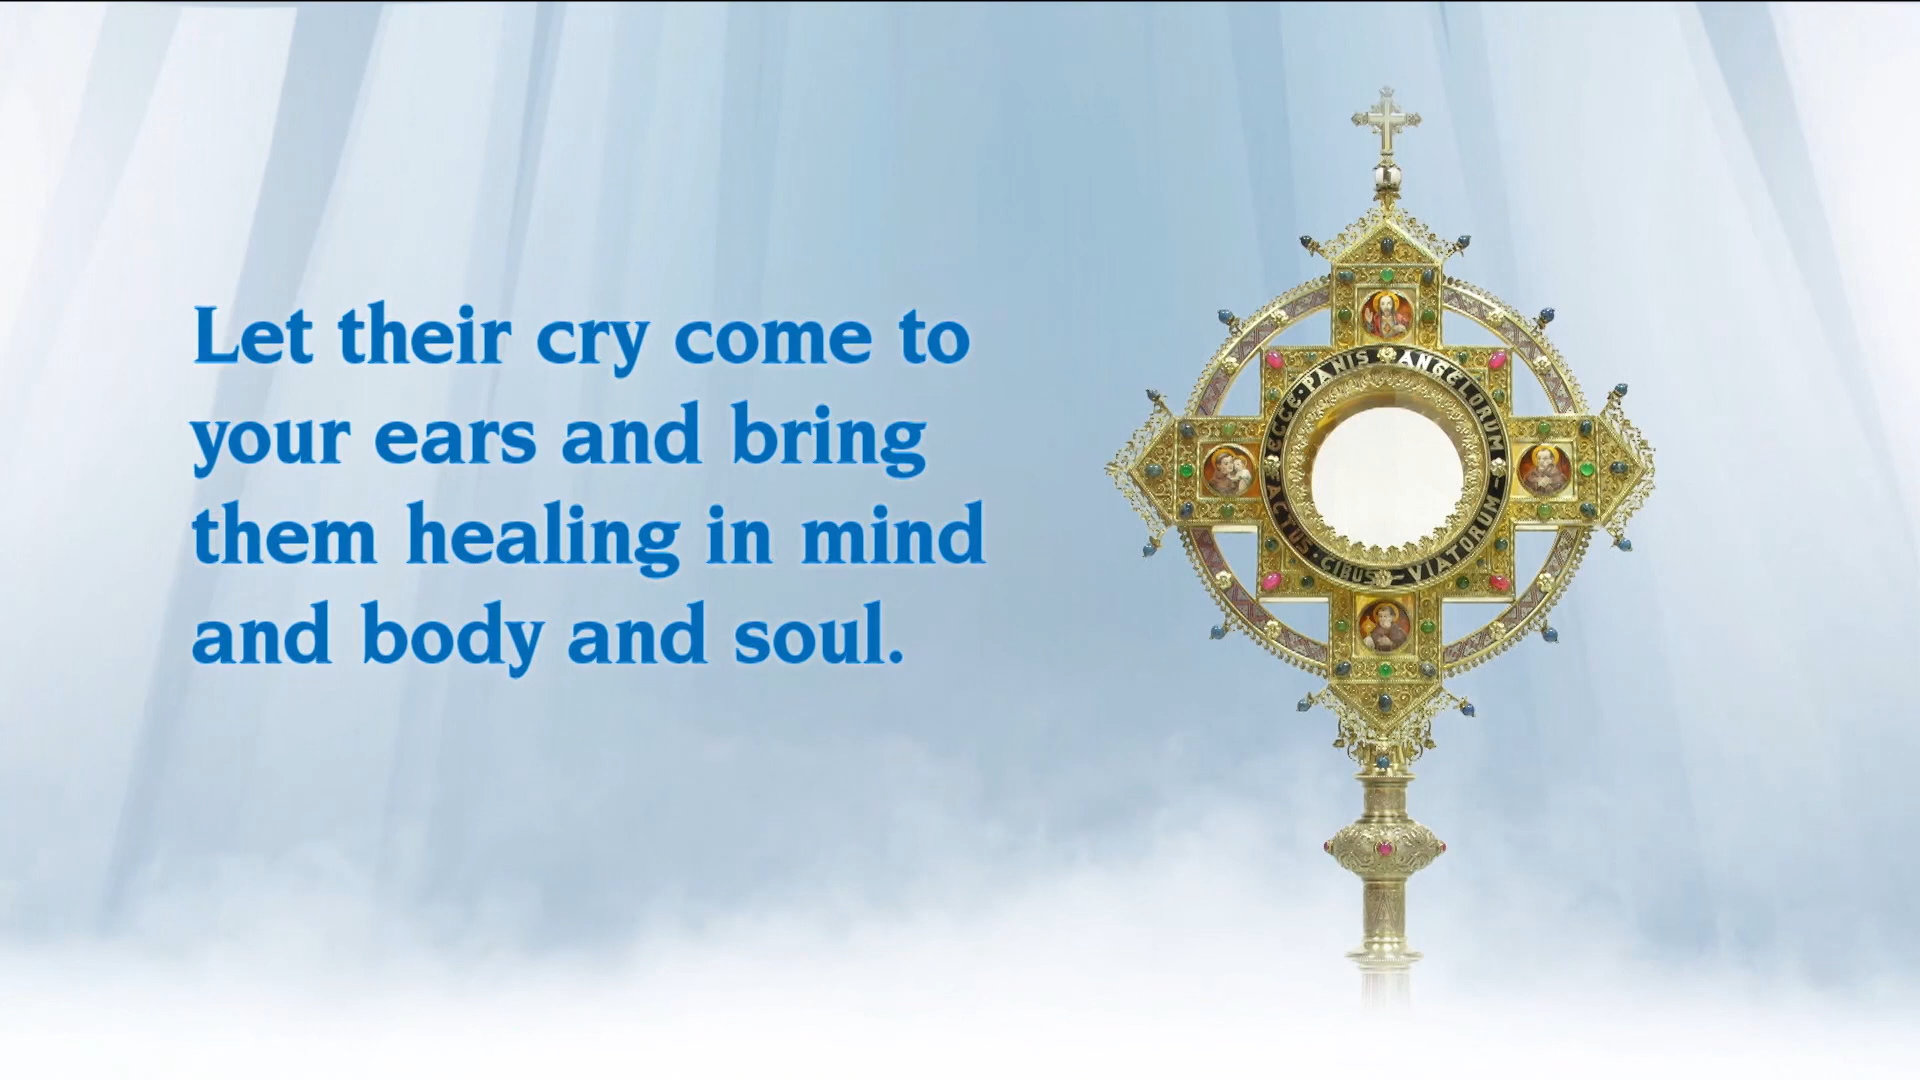 Let their cry come to
your ears and bring
them healing in mind
and body and soul.
ECCE · PANIS ANGELORUM
FACTUS · CIBUS – VIATORUM –